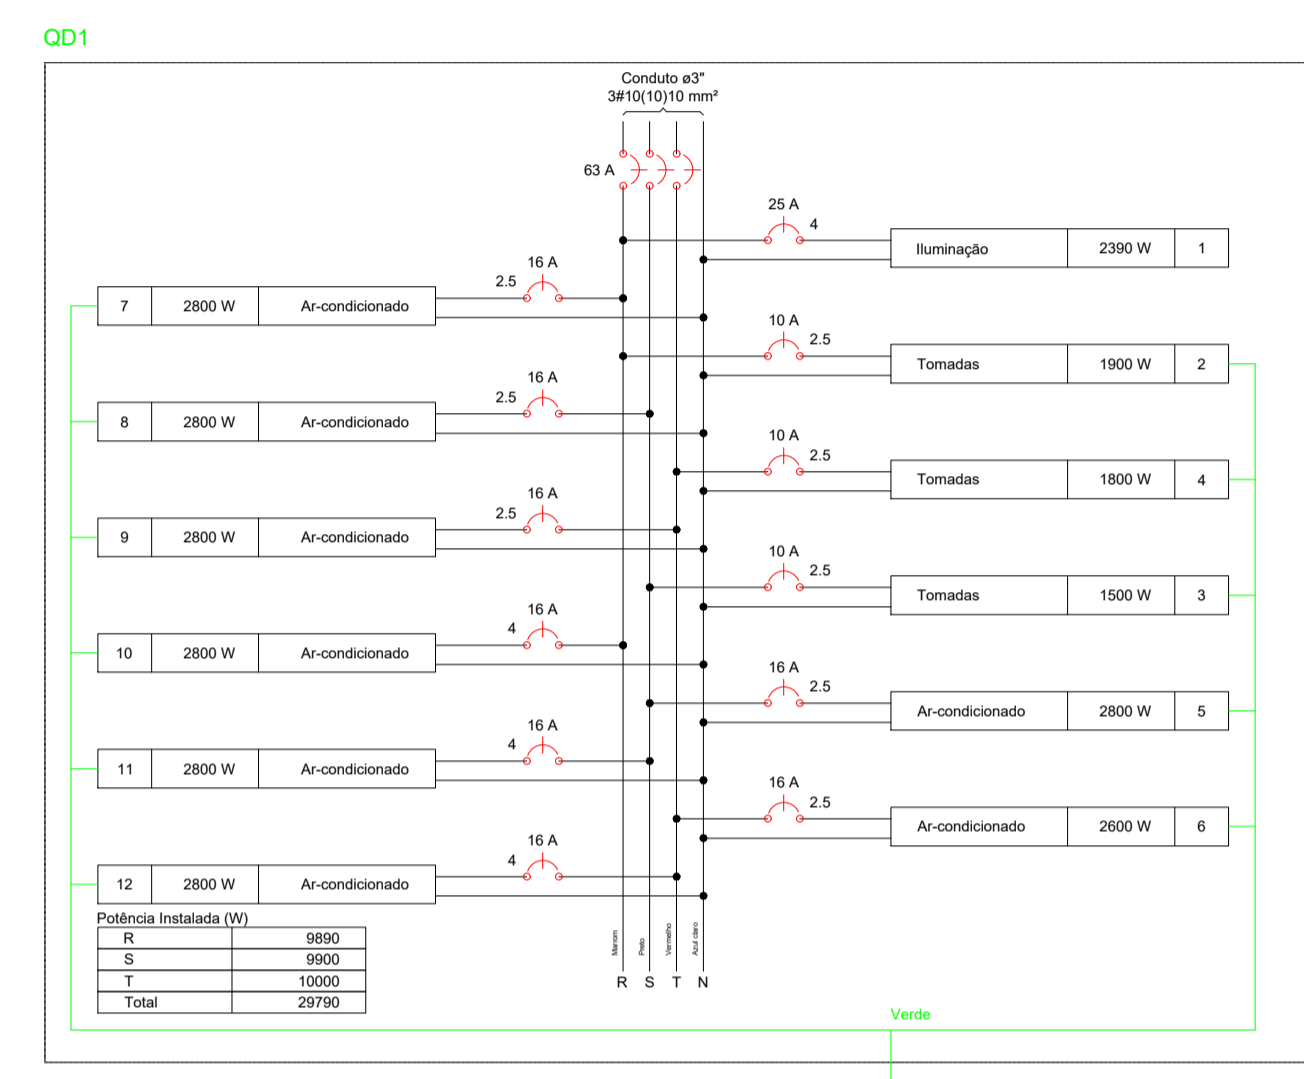 QD1
Conduto ø3"
3#10(10)10 mm²
63 A
25 A
4
Iluminação 2390 W 1
16 A
2.5
7 2800 W Ar-condicionado
10 A
2.5
Tomadas 1900 W 2
16 A
2.5
8 2800 W Ar-condicionado
10 A
2.5
Tomadas 1800 W 4
16 A
2.5
9 2800 W Ar-condicionado
10 A
2.5
Tomadas 1500 W 3
16 A
4
10 2800 W Ar-condicionado
16 A
2.5
Ar-condicionado 2800 W 5
16 A
4
11 2800 W Ar-condicionado
16 A
2.5
Ar-condicionado 2600 W 6
16 A
4
12 2800 W Ar-condicionado
Potência Instalada (W)
R 9890
S 9900
T 10000
Total 29790
Marrom
Preto
Vermelho
Azul claro
R S T N
Verde